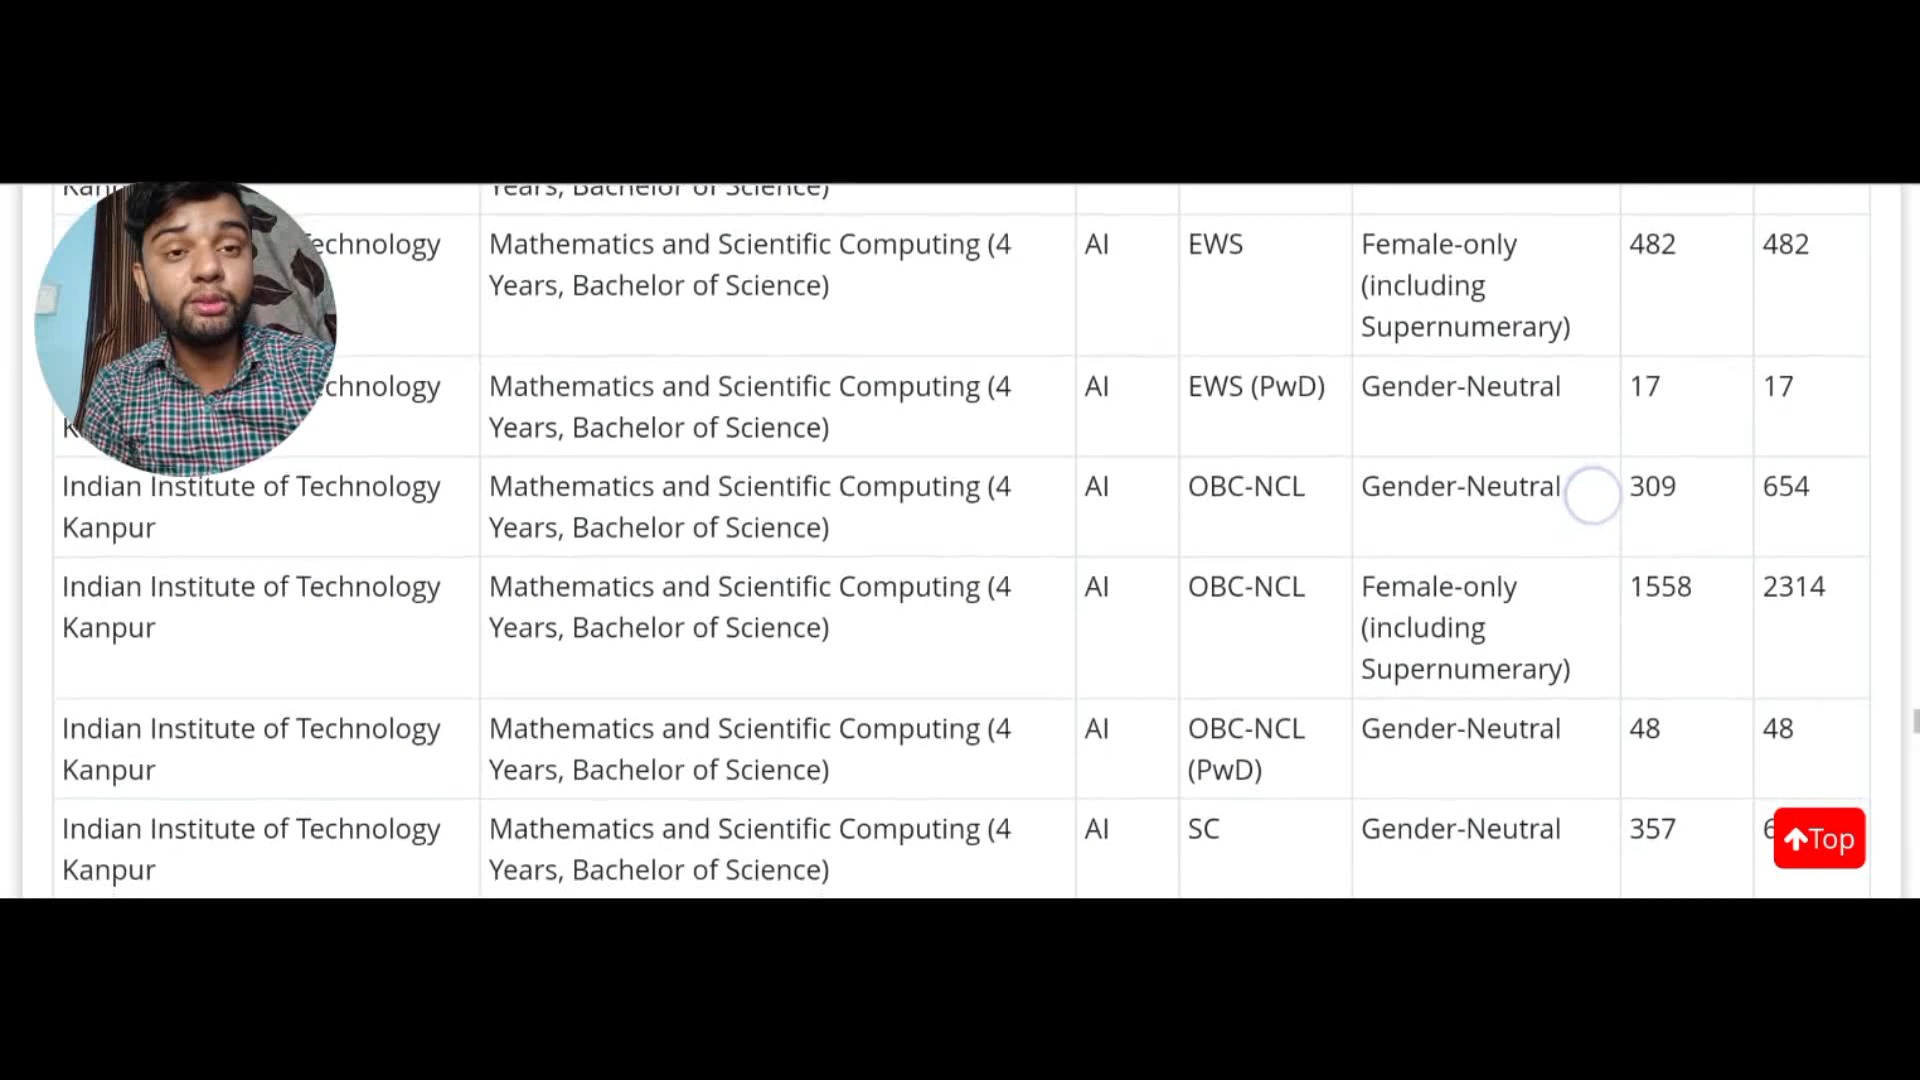 Years, Bachelor of Science)
Technology Mathematics and Scientific Computing (4 AI EWS Female-only 482 482
Years, Bachelor of Science) (including
Supernumerary)
Mathematics and Scientific Computing (4 AI EWS (PwD) Gender-Neutral 17 17
Years, Bachelor of Science)
Indian Institute of Technology Mathematics and Scientific Computing (4 AI OBC-NCL Gender-Neutral 309 654
Kanpur Years, Bachelor of Science)
Indian Institute of Technology Mathematics and Scientific Computing (4 AI OBC-NCL Female-only 1558 2314
Kanpur Years, Bachelor of Science) (including
Supernumerary)
Indian Institute of Technology Mathematics and Scientific Computing (4 AI OBC-NCL Gender-Neutral 48 48
Kanpur Years, Bachelor of Science) (PwD)
Indian Institute of Technology Mathematics and Scientific Computing (4 AI SC Gender-Neutral 357
Top
Kanpur Years, Bachelor of Science)